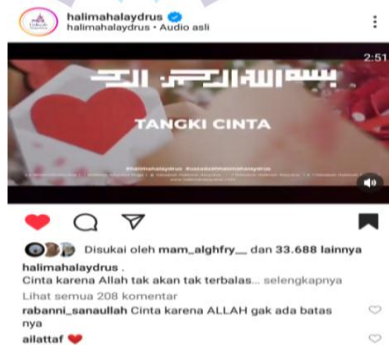 halimahalaydrus
halimahalaydrus • Audio asli
2:51
بسم الله الرحمن الرحيم
TANGKI CINTA
Disukai oleh mam_alghfry__ dan 33.688 lainnya
halimahalaydrus .
Cinta karena Allah tak akan tak terbalas... selengkapnya
Lihat semua 208 komentar
rabanni_sanaullah Cinta karena ALLAH gak ada batas
nya
ailattaf ❤️